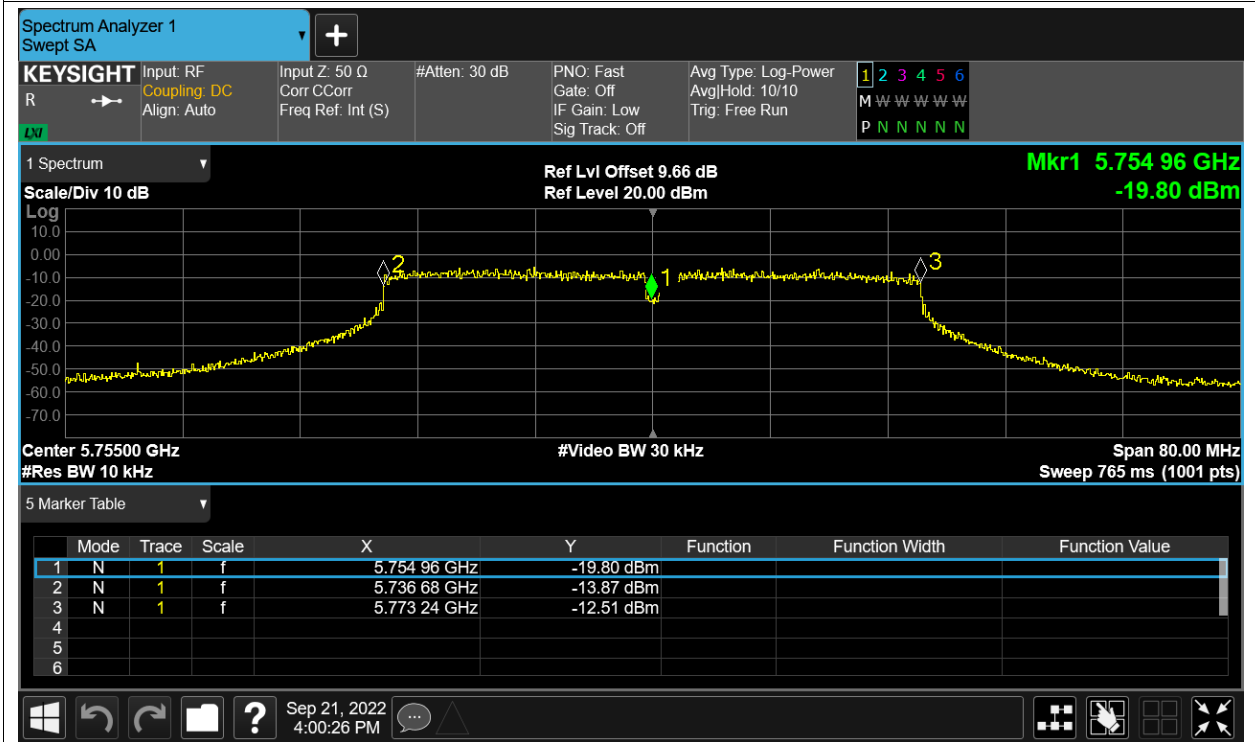 Spectrum Analyzer 1
Swept SA
+
KEYSIGHT Input: RF Input Z: 50 Ω #Atten: 30 dB PNO: Fast Avg Type: Log-Power 1 2 3 4 5 6
R Coupling: DC Corr CCorr Gate: Off Avg|Hold: 10/10 M W W W W W
Align: Auto Freq Ref: Int (S) IF Gain: Low Trig: Free Run
LXI Sig Track: Off P N N N N N
1 Spectrum Ref Lvl Offset 9.66 dB Mkr1 5.754 96 GHz
Scale/Div 10 dB Ref Level 20.00 dBm -19.80 dBm
Log
10.0
0.00
-10.0
-20.0
-30.0
-40.0
-50.0
-60.0
-70.0
2
1
3
Center 5.75500 GHz #Video BW 30 kHz Span 80.00 MHz
#Res BW 10 kHz Sweep 765 ms (1001 pts)
5 Marker Table
Mode Trace Scale X Y Function Function Width Function Value
1 N 1 f 5.754 96 GHz -19.80 dBm
2 N 1 f 5.736 68 GHz -13.87 dBm
3 N 1 f 5.773 24 GHz -12.51 dBm
4
5
6
? Sep 21, 2022
4:00:26 PM